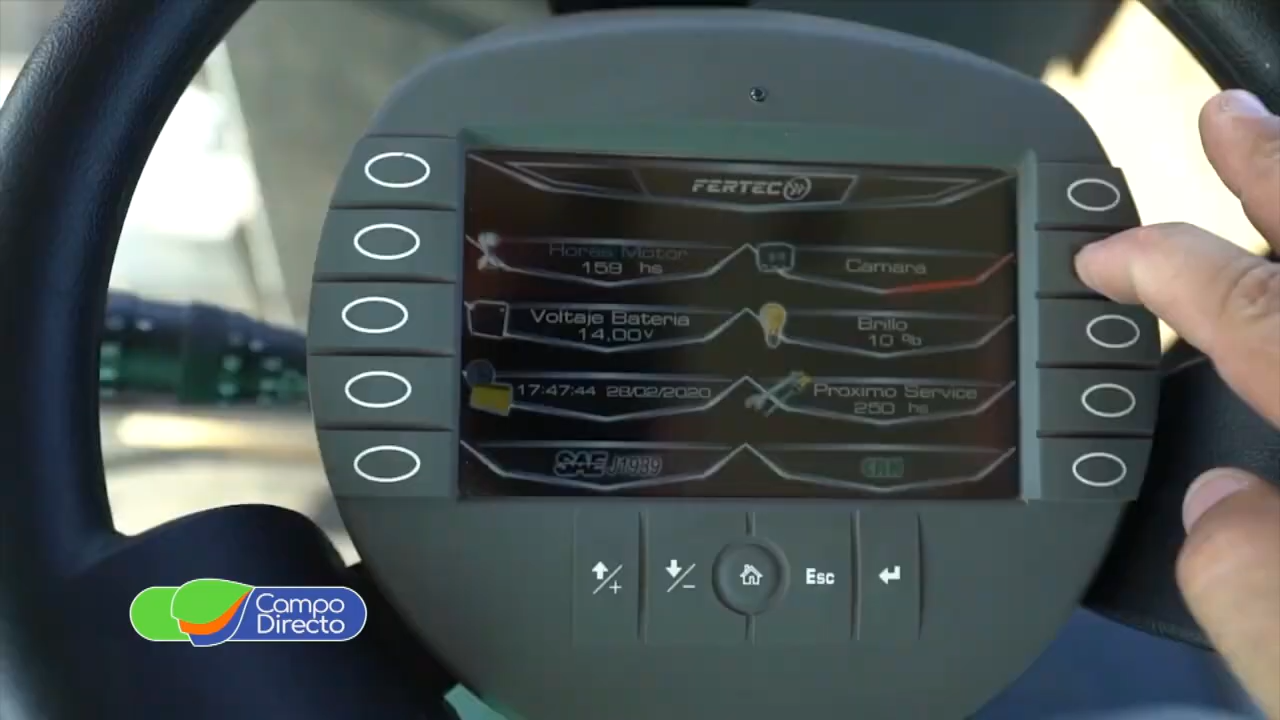 FERTEC
Horas Motor
159 hs
Camara
Voltaje Bateria
14,00V
Brillo
10 %
17:47:44 28/02/2020
Proximo Service
250 hs
SAE J1939
CAN
+
-
Esc
Campo
Directo